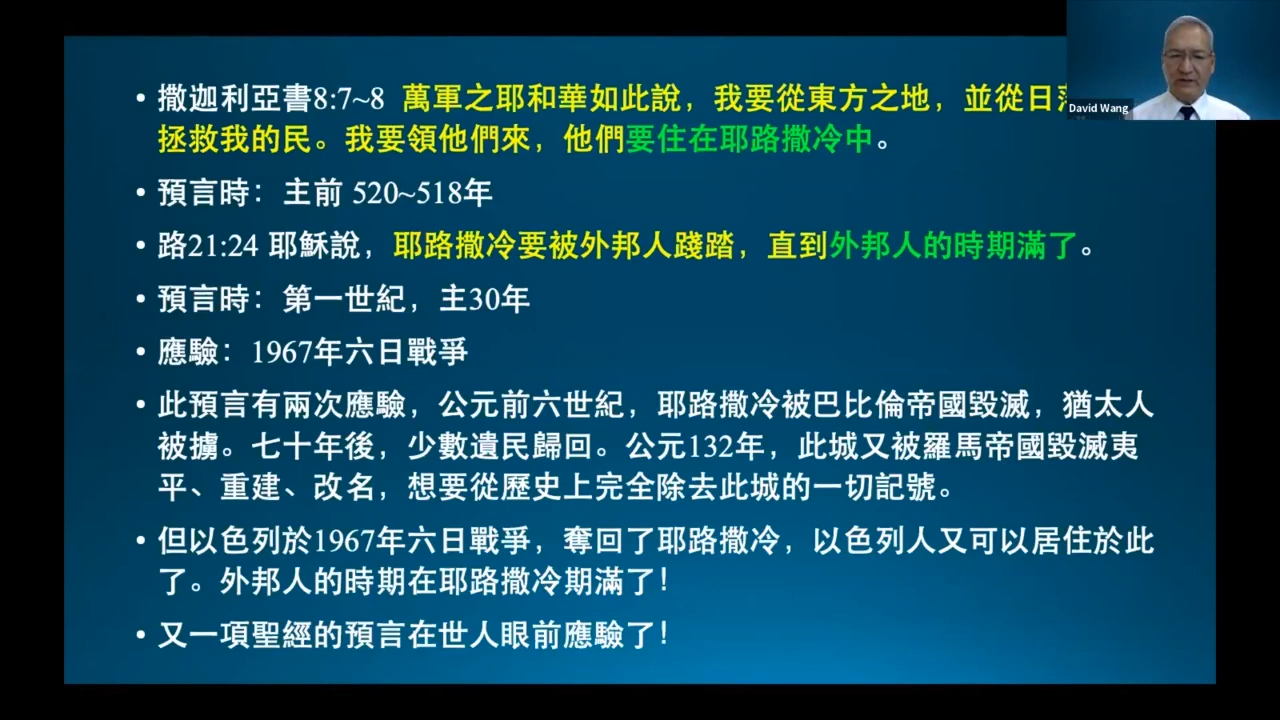 • 撒迦利亞書8:7~8 萬軍之耶和華如此說，我要從東方之地，並從日
拯救我的民。我要領他們來，他們要住在耶路撒冷中。
• 預言時：主前 520~518年
• 路21:24 耶穌說，耶路撒冷要被外邦人踐踏，直到外邦人的時期滿了。
• 預言時：第一世紀，主30年
• 應驗：1967年六日戰爭
• 此預言有兩次應驗，公元前六世紀，耶路撒冷被巴比倫帝國毀滅，猶太人
被擄。七十年後，少數遺民歸回。公元132年，此城又被羅馬帝國毀滅夷
平、重建、改名，想要從歷史上完全除去此城的一切記號。
• 但以色列於1967年六日戰爭，奪回了耶路撒冷，以色列人又可以居住於此
了。外邦人的時期在耶路撒冷期滿了！
• 又一項聖經的預言在世人眼前應驗了！
David Wang